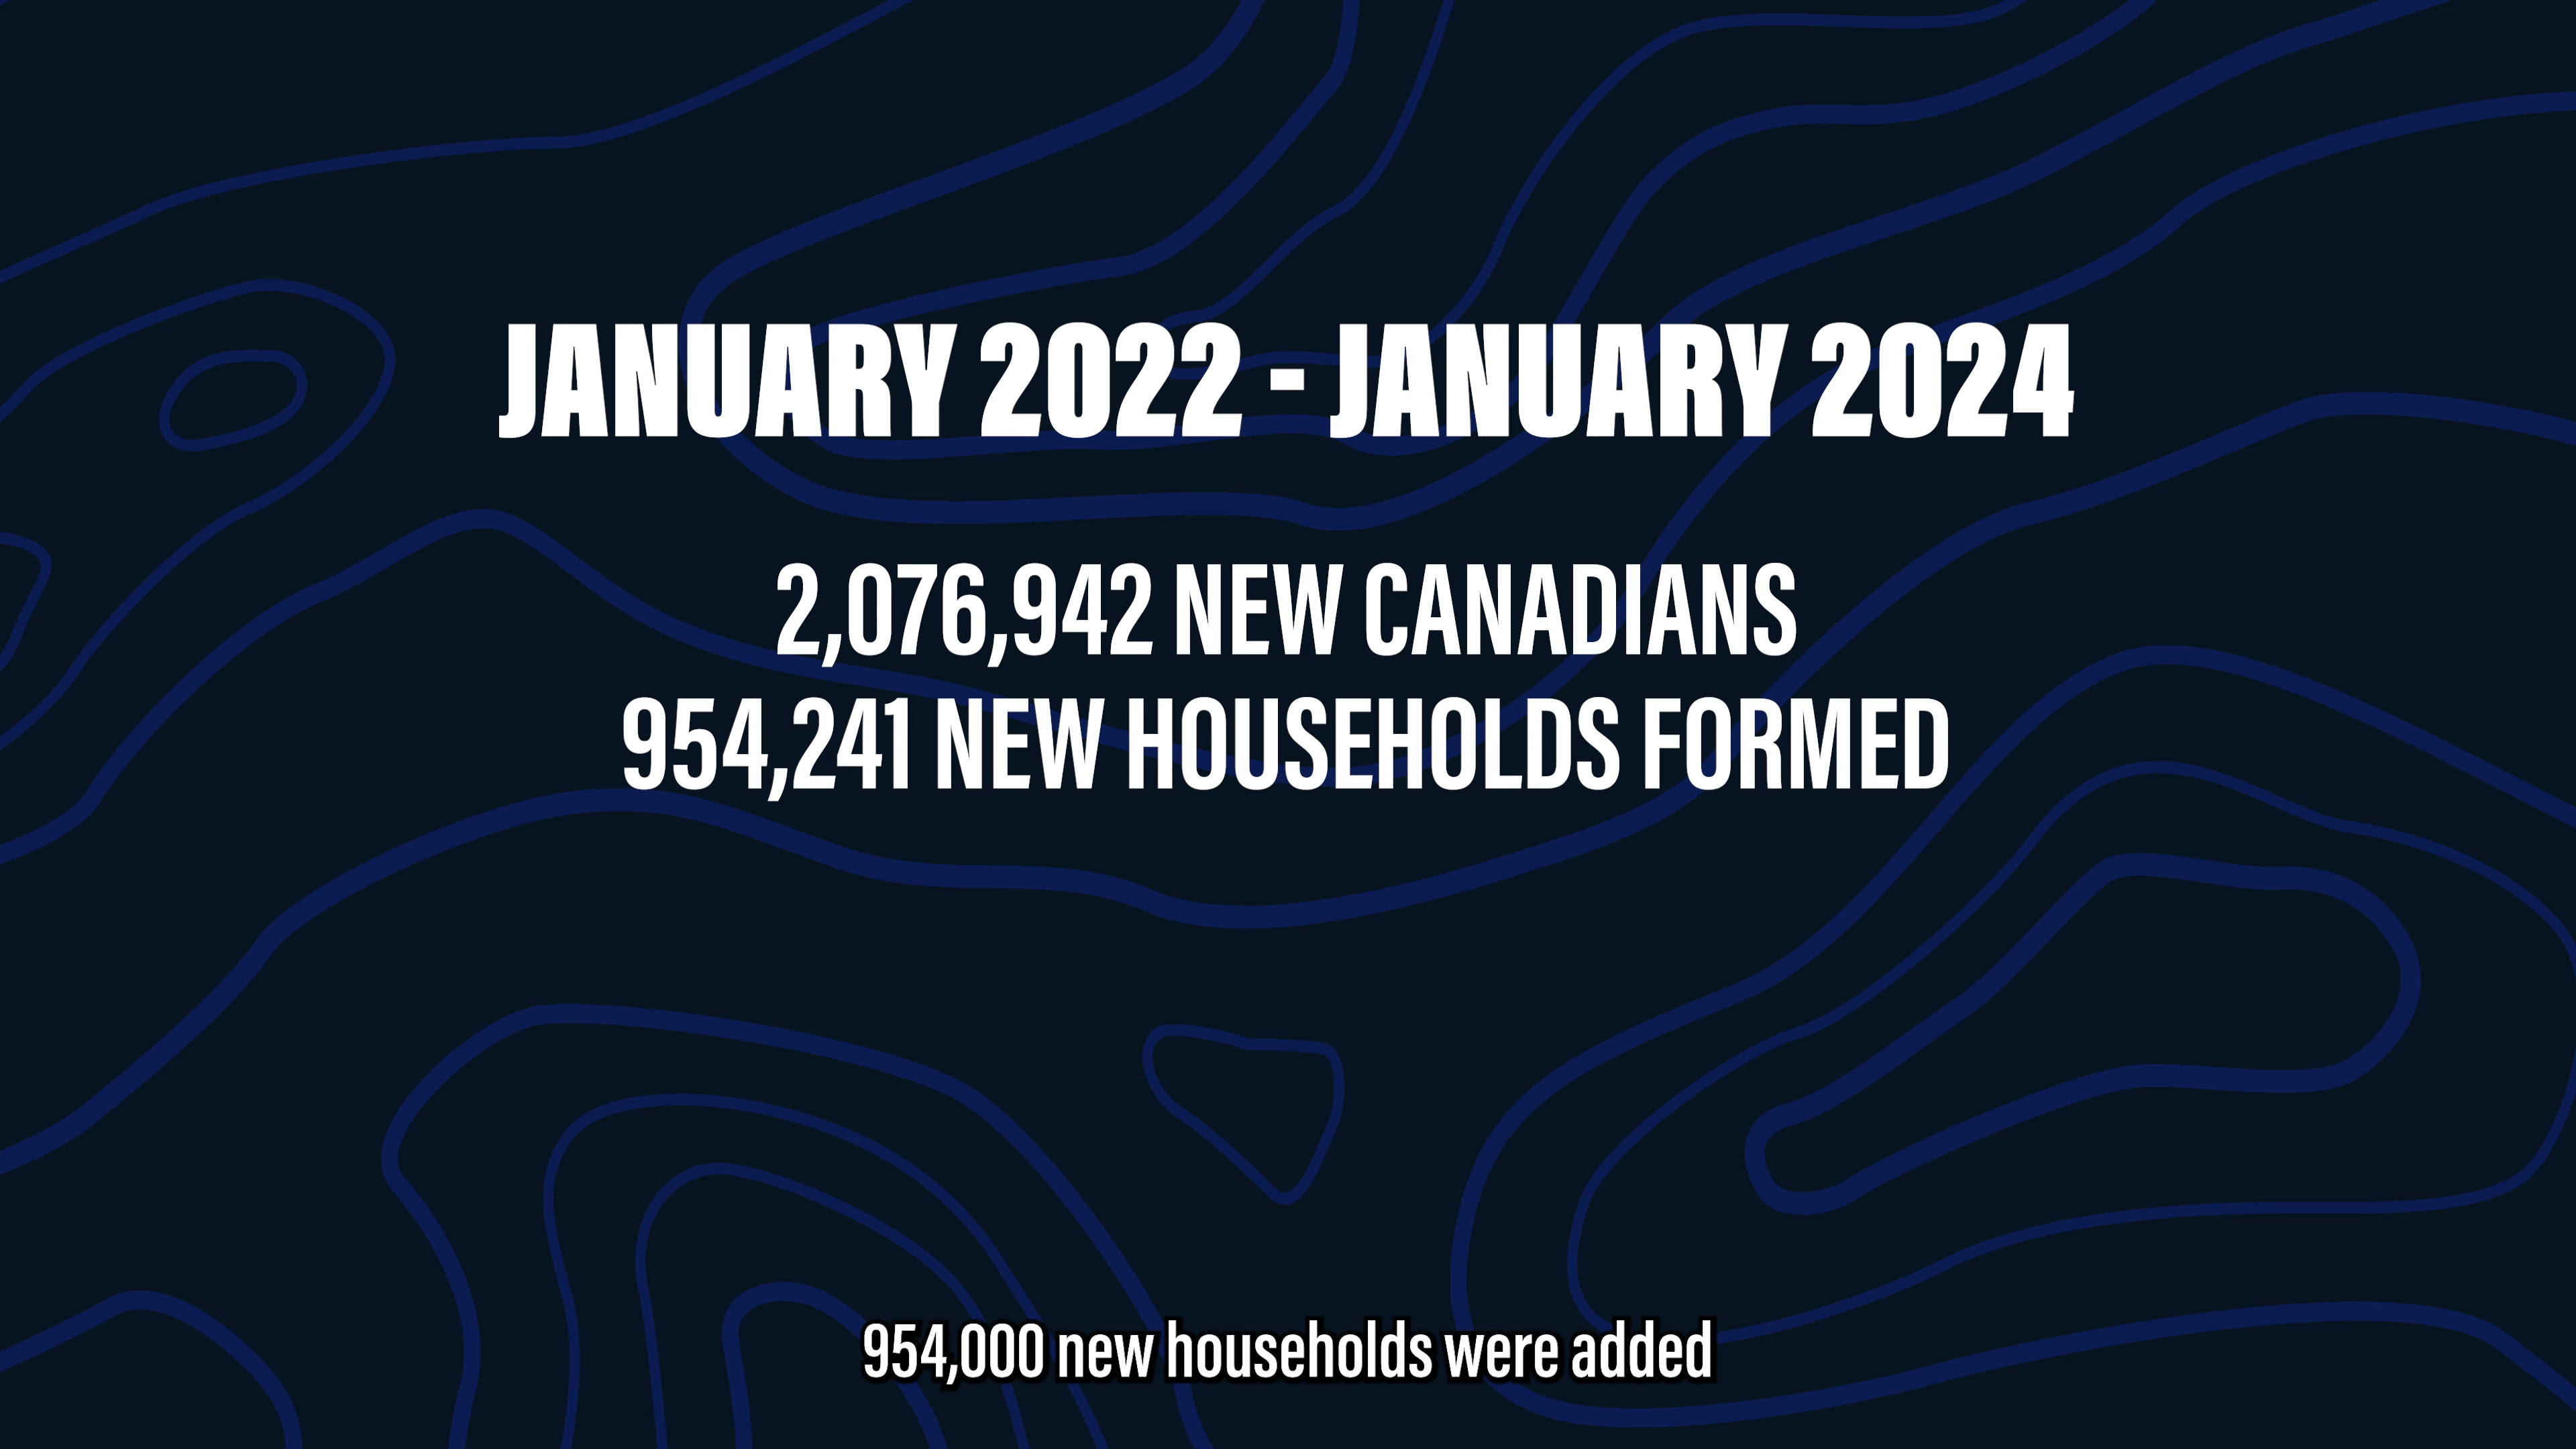 JANUARY 2022 - JANUARY 2024
2,076,942 NEW CANADIANS
954,241 NEW HOUSEHOLDS FORMED
954,000 new households were added